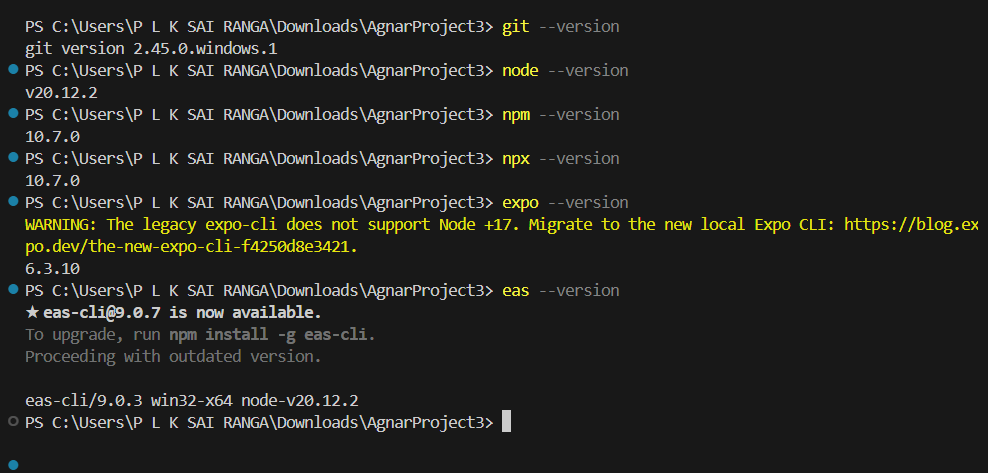 PS C:\Users\P L K SAI RANGA\Downloads\AgnarProject3> git --version
git version 2.45.0.windows.1
PS C:\Users\P L K SAI RANGA\Downloads\AgnarProject3> node --version
v20.12.2
PS C:\Users\P L K SAI RANGA\Downloads\AgnarProject3> npm --version
10.7.0
PS C:\Users\P L K SAI RANGA\Downloads\AgnarProject3> npx --version
10.7.0
PS C:\Users\P L K SAI RANGA\Downloads\AgnarProject3> expo --version
WARNING: The legacy expo-cli does not support Node +17. Migrate to the new local Expo CLI: https://blog.ex
po.dev/the-new-expo-cli-f4250d8e3421.
6.3.10
PS C:\Users\P L K SAI RANGA\Downloads\AgnarProject3> eas --version
★ eas-cli@9.0.7 is now available.
To upgrade, run npm install -g eas-cli.
Proceeding with outdated version.
eas-cli/9.0.3 win32-x64 node-v20.12.2
PS C:\Users\P L K SAI RANGA\Downloads\AgnarProject3>